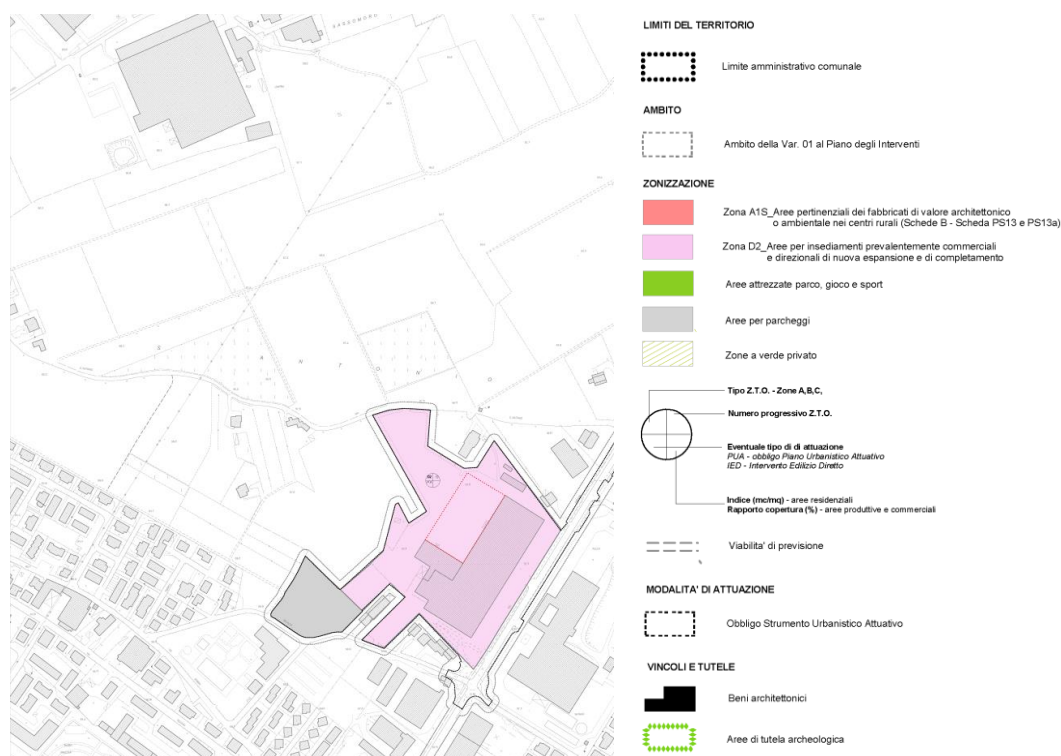 LIMITI DEL TERRITORIO
Limite amministrativo comunale
AMBITO
Ambito della Var. 01 al Piano degli Interventi
ZONIZZAZIONE
Zona A1S_Aree pertinenziali dei fabbricati di valore architettonico
o ambientale nei centri rurali (Schede B - Scheda PS13 e PS13a)
Zona D2_Aree per insediamenti prevalentemente commerciali
e direzionali di nuova espansione e di completamento
Aree attrezzate parco, gioco e sport
Aree per parcheggi
Zone a verde privato
Tipo Z.T.O. - Zone A,B,C,
Numero progressivo Z.T.O.
Eventuale tipo di di attuazione
PUA - obbligo Piano Urbanistico Attuativo
IED - Intervento Edilizio Diretto
Indice (mc/mq) - aree residenziali
Rapporto copertura (%) - aree produttive e commerciali
Viabilita' di previsione
MODALITA' DI ATTUAZIONE
Obbligo Strumento Urbanistico Attuativo
VINCOLI E TUTELE
Beni architettonici
Aree di tutela archeologica